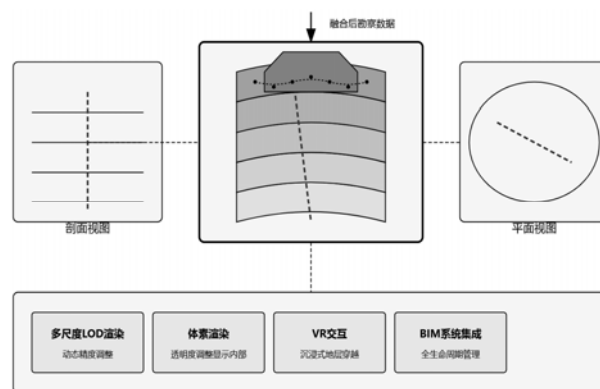 融合后勘察数据
剖面视图
平面视图
多尺度LOD渲染
动态精度调整
体素渲染
透明度调整显示内部
VR交互
沉浸式地层穿越
BIM系统集成
全生命周期管理